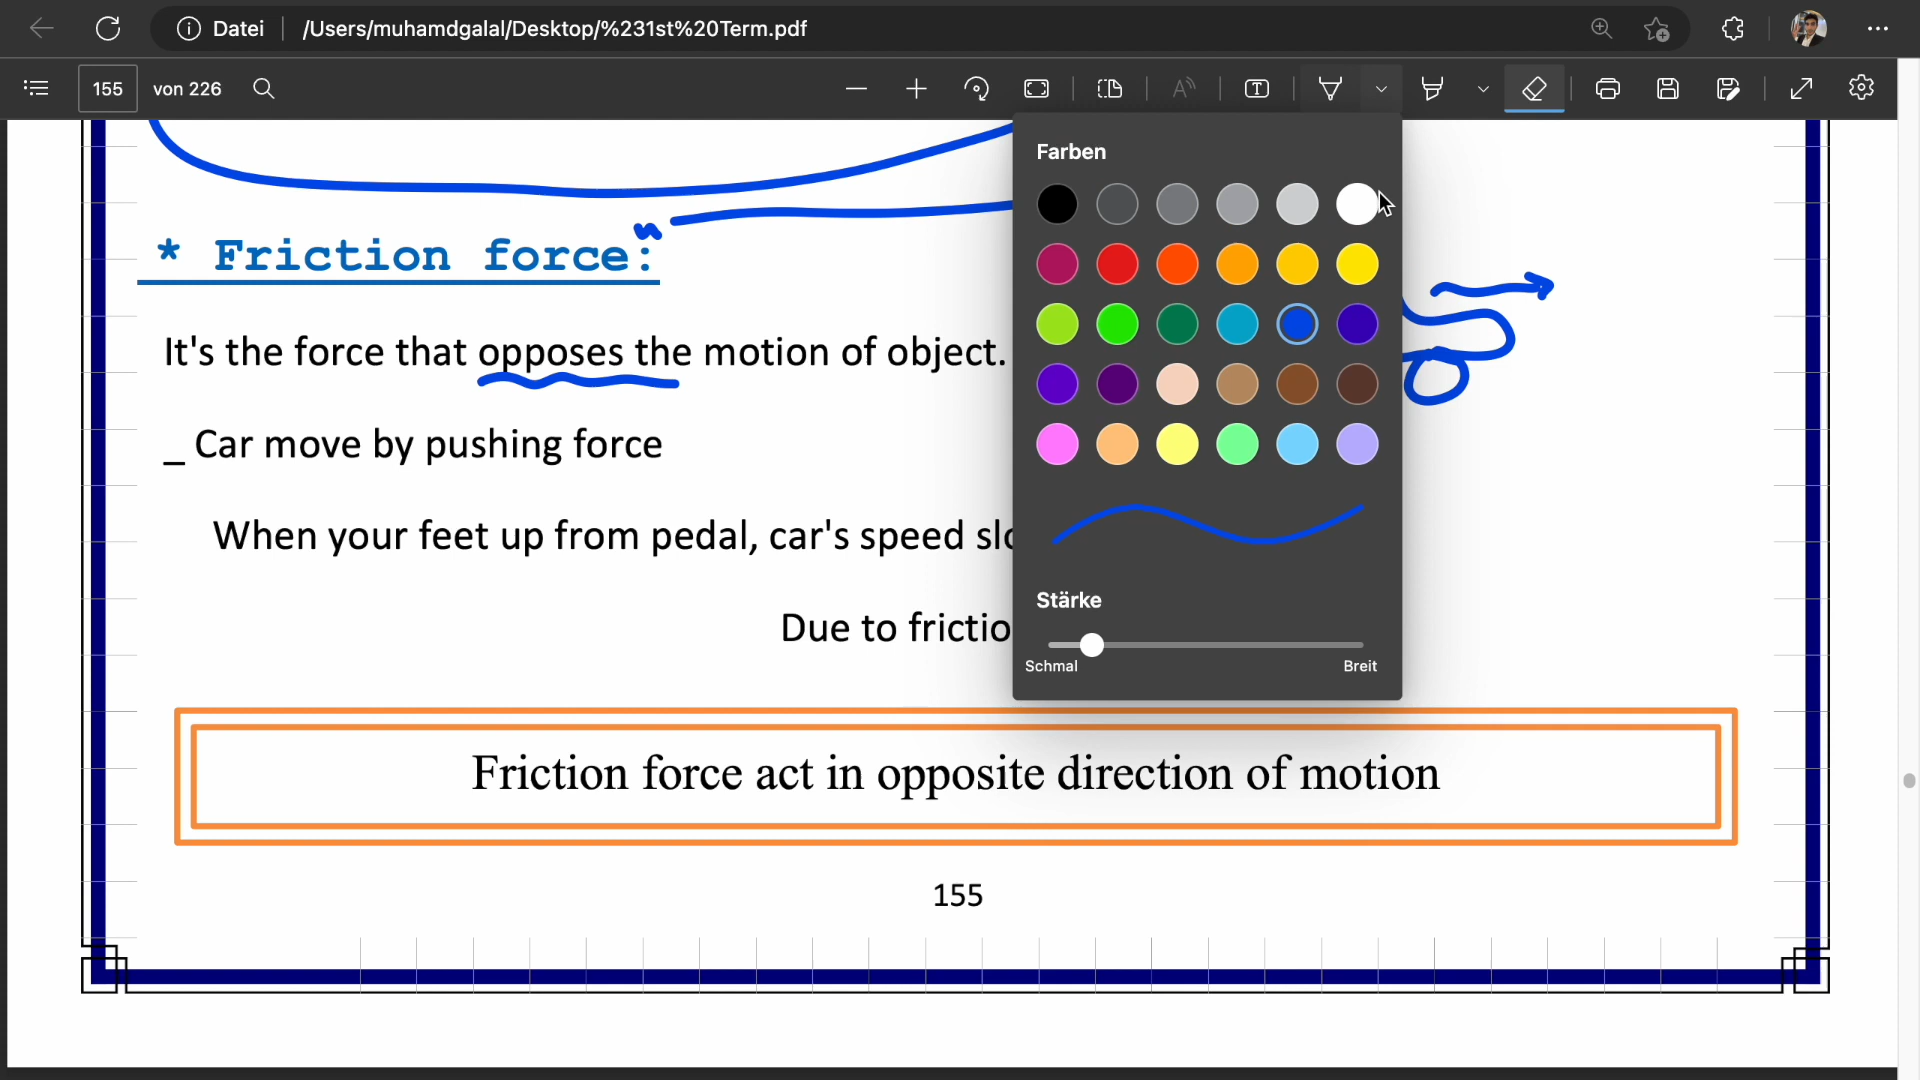 Datei /Users/muhamdgalal/Desktop/%231st%20Term.pdf
155 von 226
Farben
* Friction force:
It's the force that opposes the motion of object.
_ Car move by pushing force
When your feet up from pedal, car's speed
Due to
Stärke
Schmal Breit
Friction force act in opposite direction of motion
155